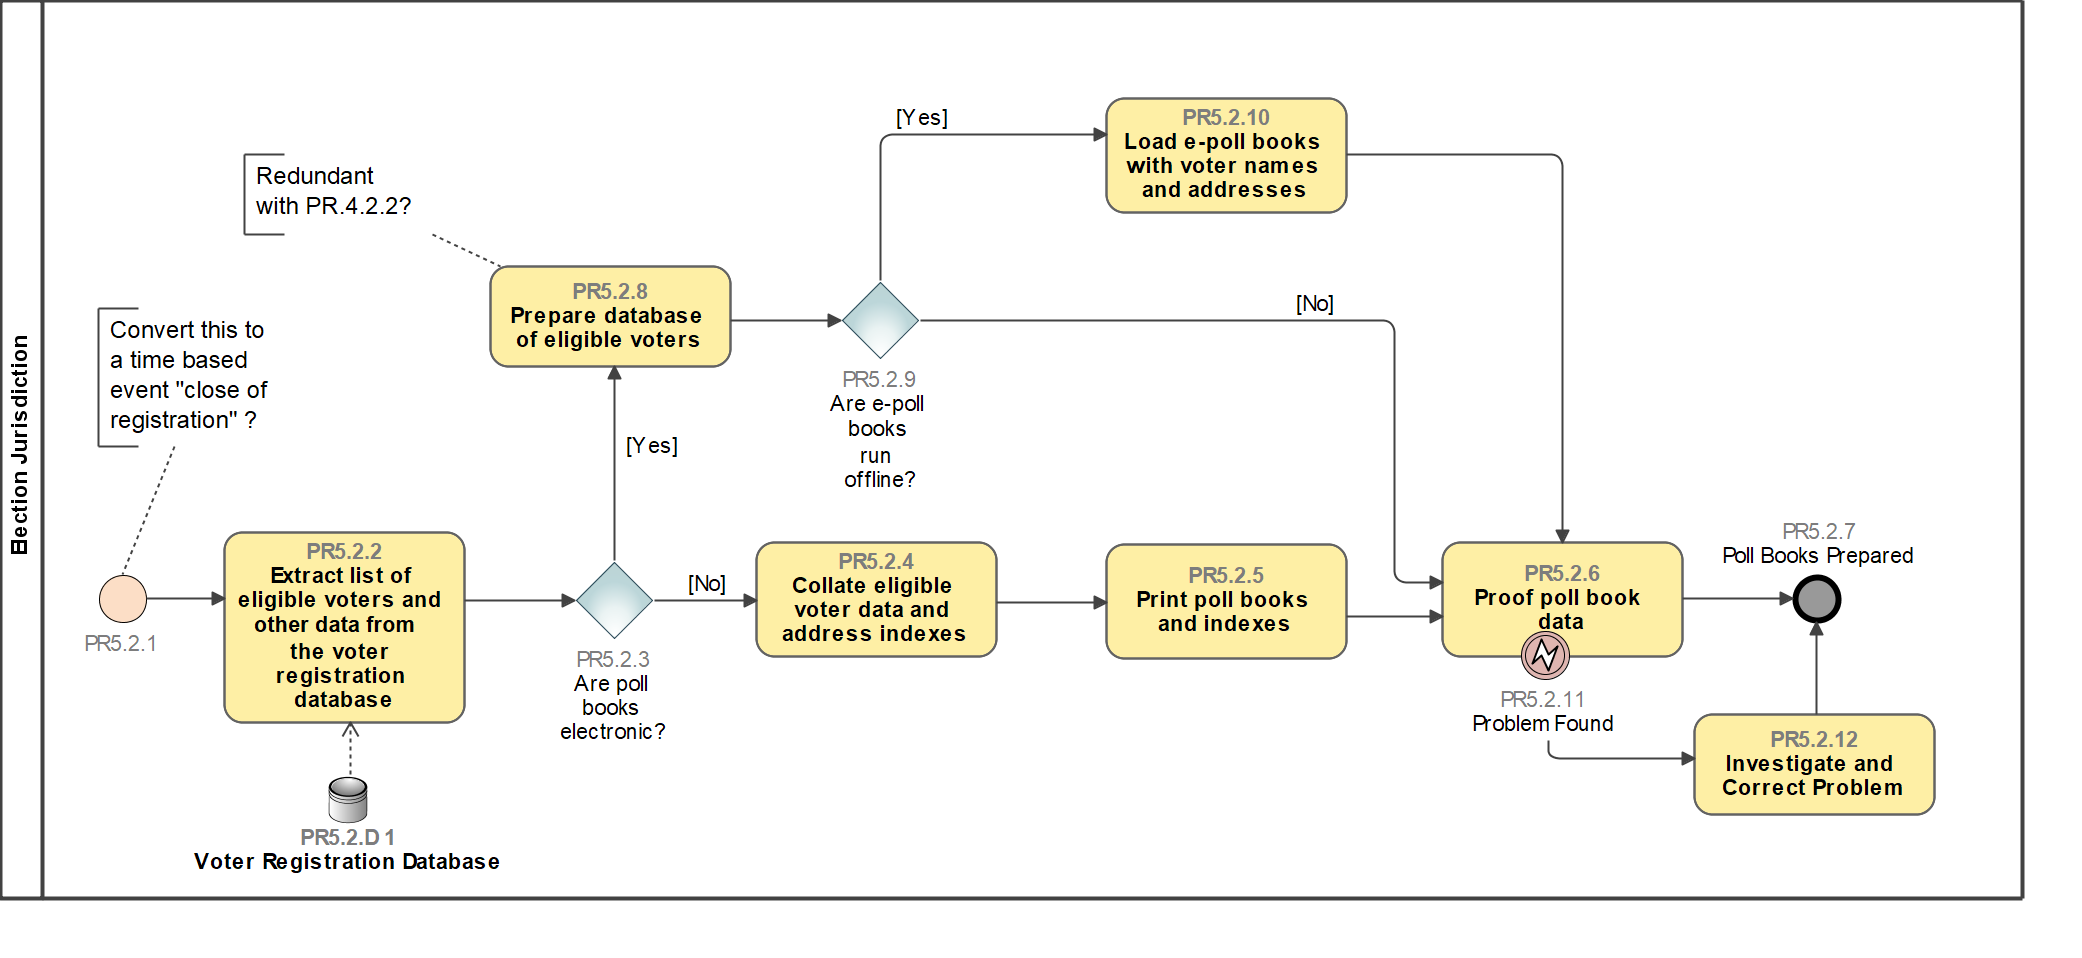 Election Jurisdiction
[Yes]
PR5.2.10
Load e-poll books
with voter names
and addresses
Redundant
with PR.4.2.2?
PR5.2.8
Prepare database
of eligible voters
[No]
Convert this to
a time based
event "close of
registration" ?
PR5.2.9
Are e-poll
books
run
offline?
[Yes]
PR5.2.1
PR5.2.2
Extract list of
eligible voters and
other data from
the voter
registration
database
PR5.2.3
Are poll
books
electronic?
[No]
PR5.2.4
Collate eligible
voter data and
address indexes
PR5.2.5
Print poll books
and indexes
PR5.2.6
Proof poll book
data
PR5.2.7
Poll Books Prepared
PR5.2.11
Problem Found
PR5.2.12
Investigate and
Correct Problem
PR5.2.D 1
Voter Registration Database